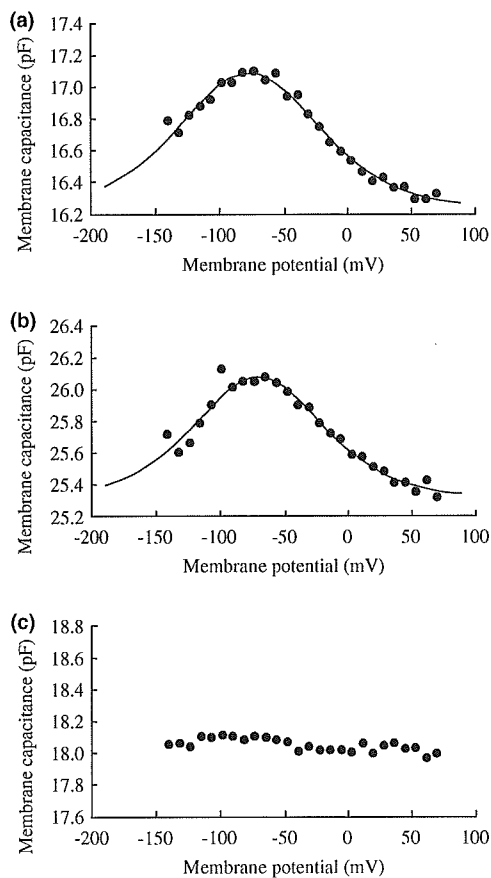 (a)
Membrane capacitance (pF)
17.4
17.2
17.0
16.8
16.6
16.4
16.2
-200 -150 -100 -50 0 50 100
Membrane potential (mV)
(b)
Membrane capacitance (pF)
26.4
26.2
26.0
25.8
25.6
25.4
25.2
-200 -150 -100 -50 0 50 100
Membrane potential (mV)
(c)
Membrane capacitance (pF)
18.8
18.6
18.4
18.2
18.0
17.8
17.6
-200 -150 -100 -50 0 50 100
Membrane potential (mV)